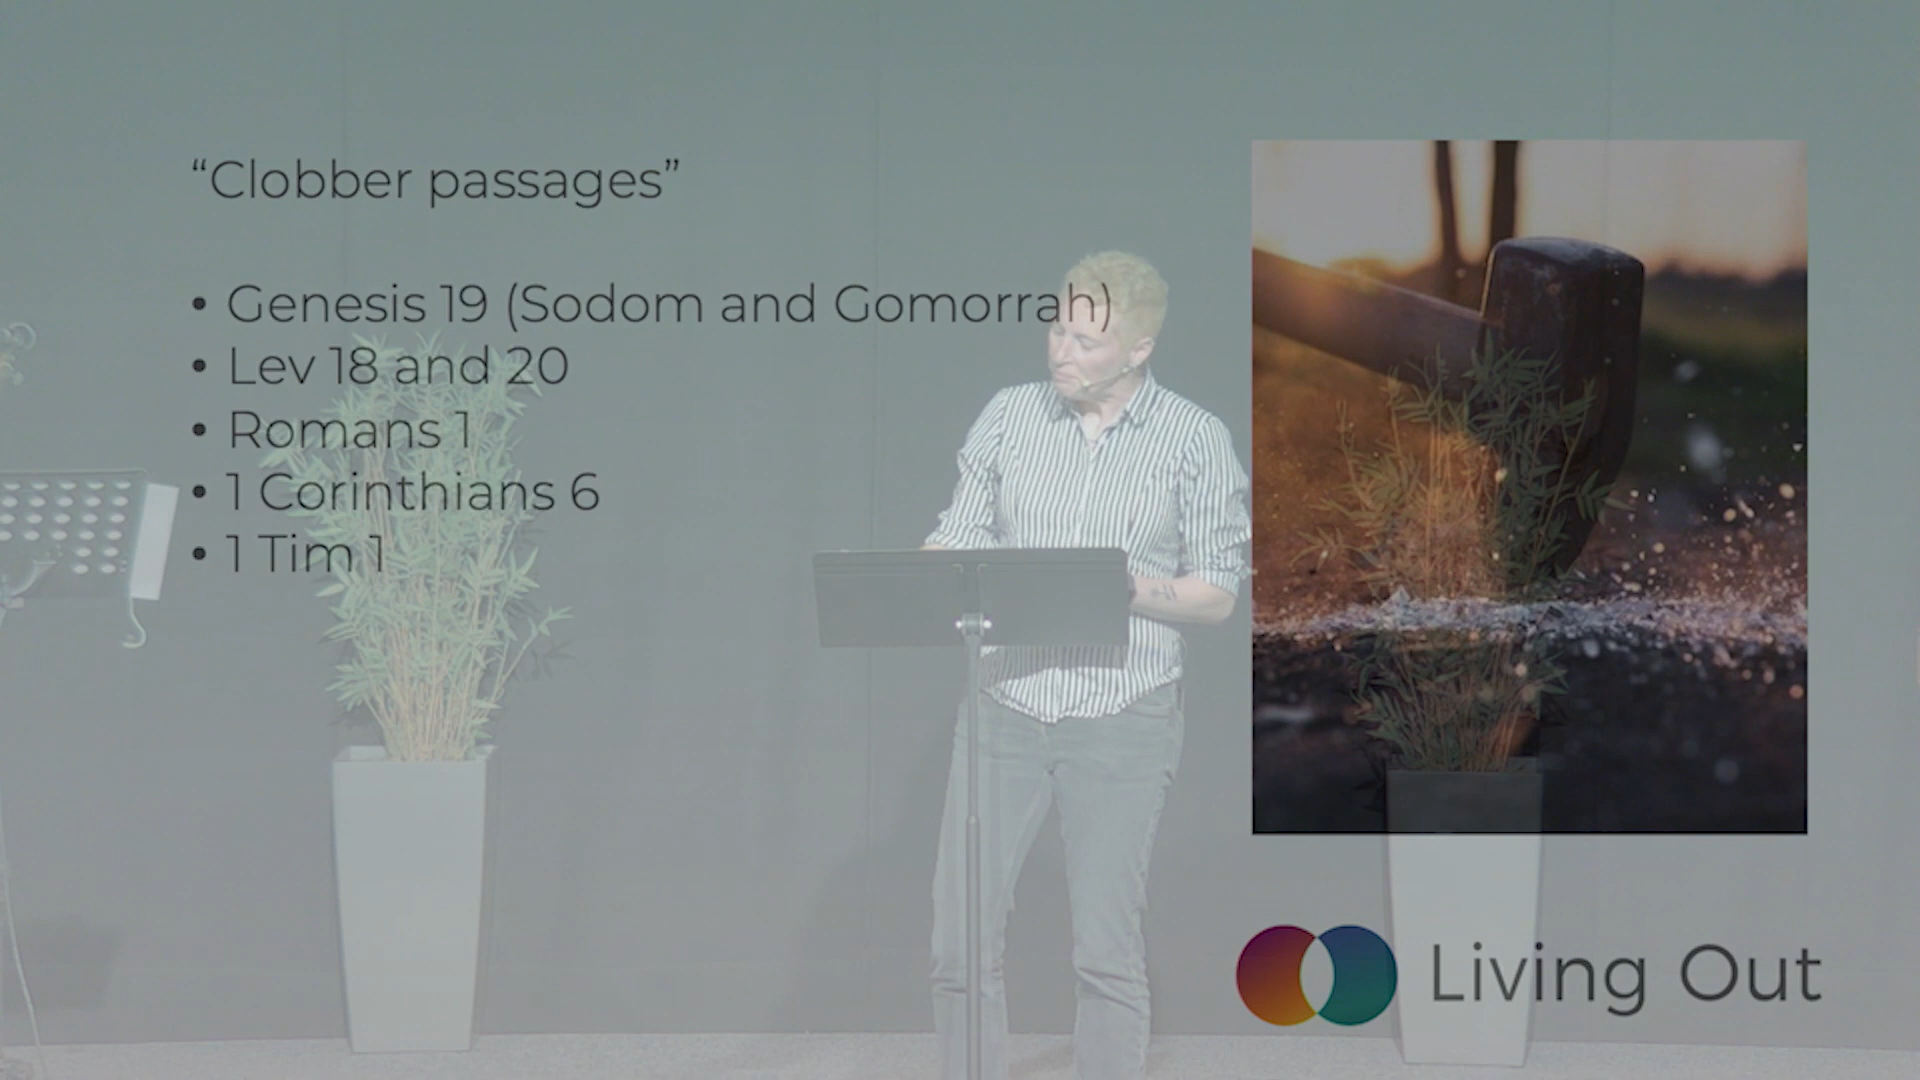 “Clobber passages”
• Genesis 19 (Sodom and Gomorrah)
• Lev 18 and 20
• Romans 1
• 1 Corinthians 6
• 1 Tim 1
Living Out